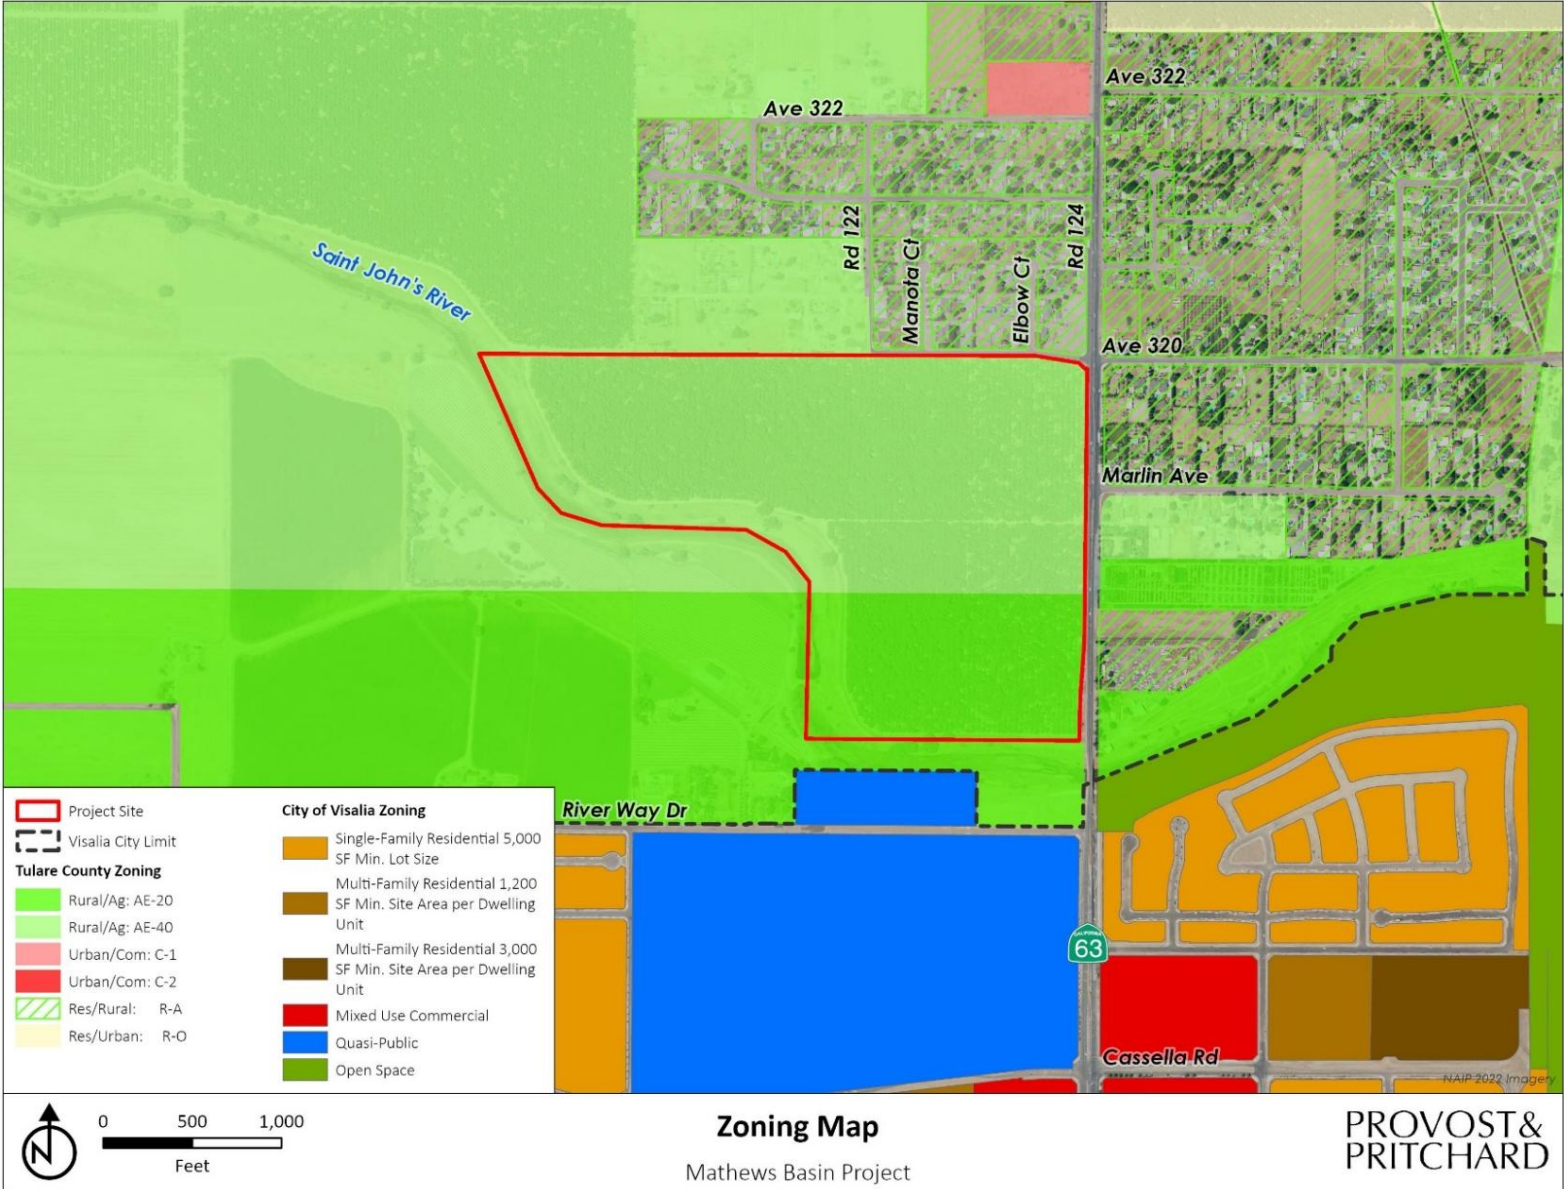 Ave 322
Ave 322
Rd 122
Manota Ct
Elbow Ct
Rd 124
Saint John's River
Ave 320
Marlin Ave
River Way Dr
CALIFORNIA
63
Cassella Rd
NAIP 2022 Imagery
Project Site
Visalia City Limit
Tulare County Zoning
Rural/Ag: AE-20
Rural/Ag: AE-40
Urban/Com: C-1
Urban/Com: C-2
Res/Rural: R-A
Res/Urban: R-O
City of Visalia Zoning
Single-Family Residential 5,000
SF Min. Lot Size
Multi-Family Residential 1,200
SF Min. Site Area per Dwelling
Unit
Multi-Family Residential 3,000
SF Min. Site Area per Dwelling
Unit
Mixed Use Commercial
Quasi-Public
Open Space
N
0 500 1,000
Feet
Zoning Map
Mathews Basin Project
PROVOST&
PRITCHARD